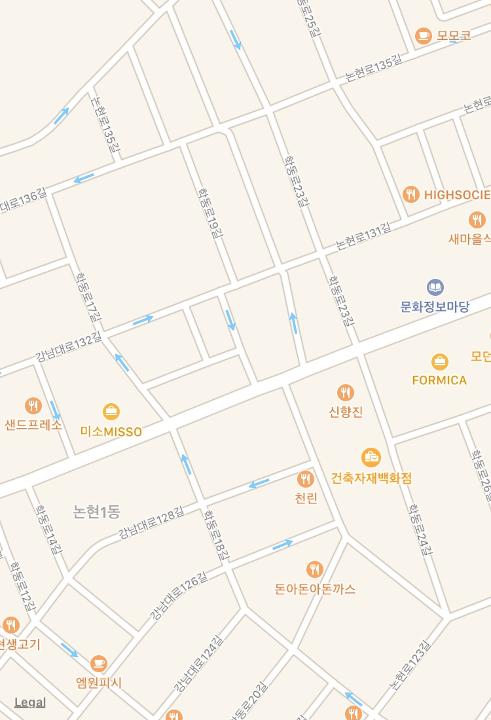 학동로25길
모모코
논현로135길
논현로135길
강남대로136길
학동로19길
학동로23길
HIGHSOCIE
새마을식
논현로131길
학동로17길
학동로23길
문화정보마당
강남대로132길
모던
FORMICA
샌드프레소
미소MISSO
신향진
건축자재백화점
천린
논현1동
학동로14길
강남대로128길
학동로18길
학동로24길
학동로26길
학동로12길
강남대로126길
돈아돈아돈까스
현생고기
엠원피시
강남대로124길
논현로123길
학동로20길
Legal